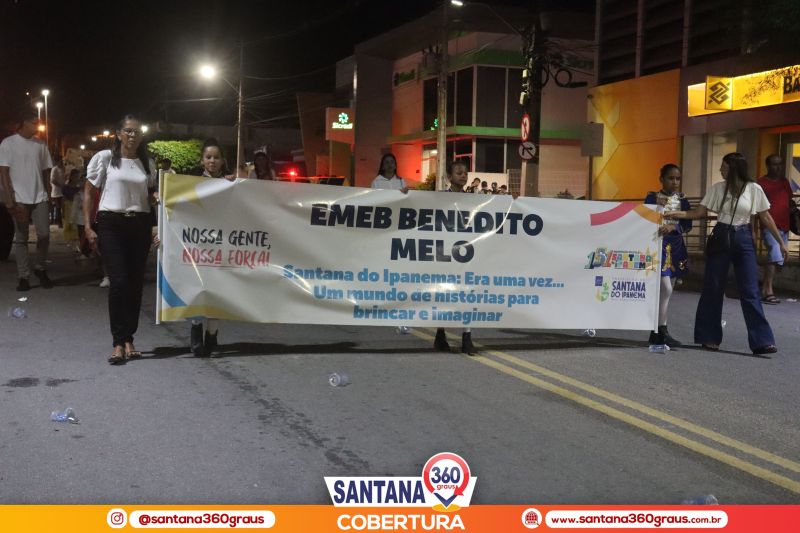 Sicredi
EMEB BENEDITO
MELO
NOSSA GENTE,
NOSSA FORÇA!
Santana do Ipanema: Era uma vez...
Um mundo de histórias para
brincar e imaginar
SANTANA
DO IPANEMA
SANTANA 360
graus
@santana360graus
COBERTURA
www.santana360graus.com.br